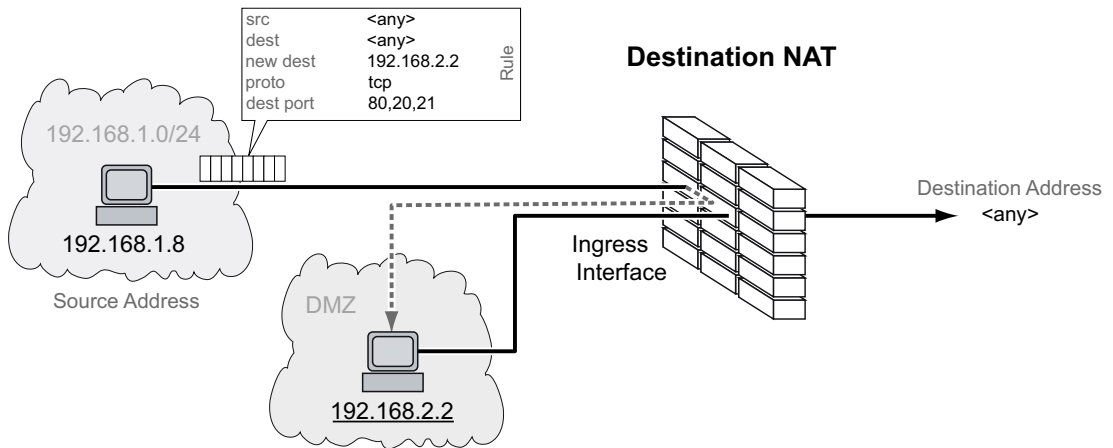 src <any>
dest <any>
new dest 192.168.2.2
proto tcp
dest port 80,20,21
Rule
Destination NAT
192.168.1.0/24
192.168.1.8
Source Address
Ingress
Interface
Destination Address
<any>
DMZ
192.168.2.2